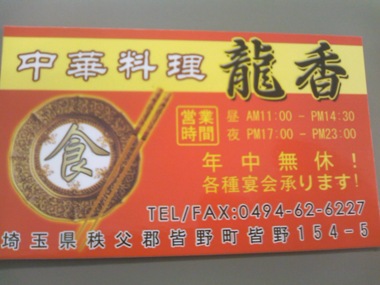 中華料理 龍香
食
営業時間
昼 AM11:00 - PM14:30
夜 PM17:00 - PM23:00
年中無休！
各種宴会承ります！
TEL/FAX:0494-62-6227
埼玉県秩父郡皆野町皆野154-5